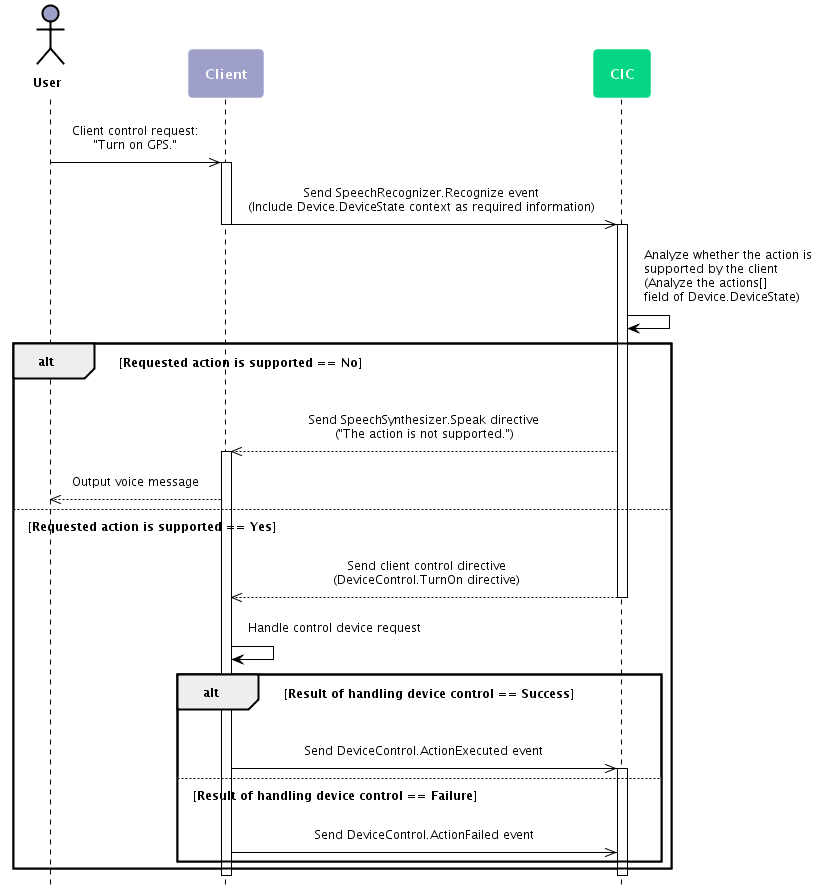 User
Client
CIC
Client control request:
"Turn on GPS."
Send SpeechRecognizer.Recognize event
(Include Device.DeviceState context as required information)
Analyze whether the action is
supported by the client
(Analyze the actions[]
field of Device.DeviceState)
alt
[Requested action is supported == No]
Send SpeechSynthesizer.Speak directive
("The action is not supported.")
Output voice message
[Requested action is supported == Yes]
Send client control directive
(DeviceControl.TurnOn directive)
Handle control device request
alt
[Result of handling device control == Success]
Send DeviceControl.ActionExecuted event
[Result of handling device control == Failure]
Send DeviceControl.ActionFailed event